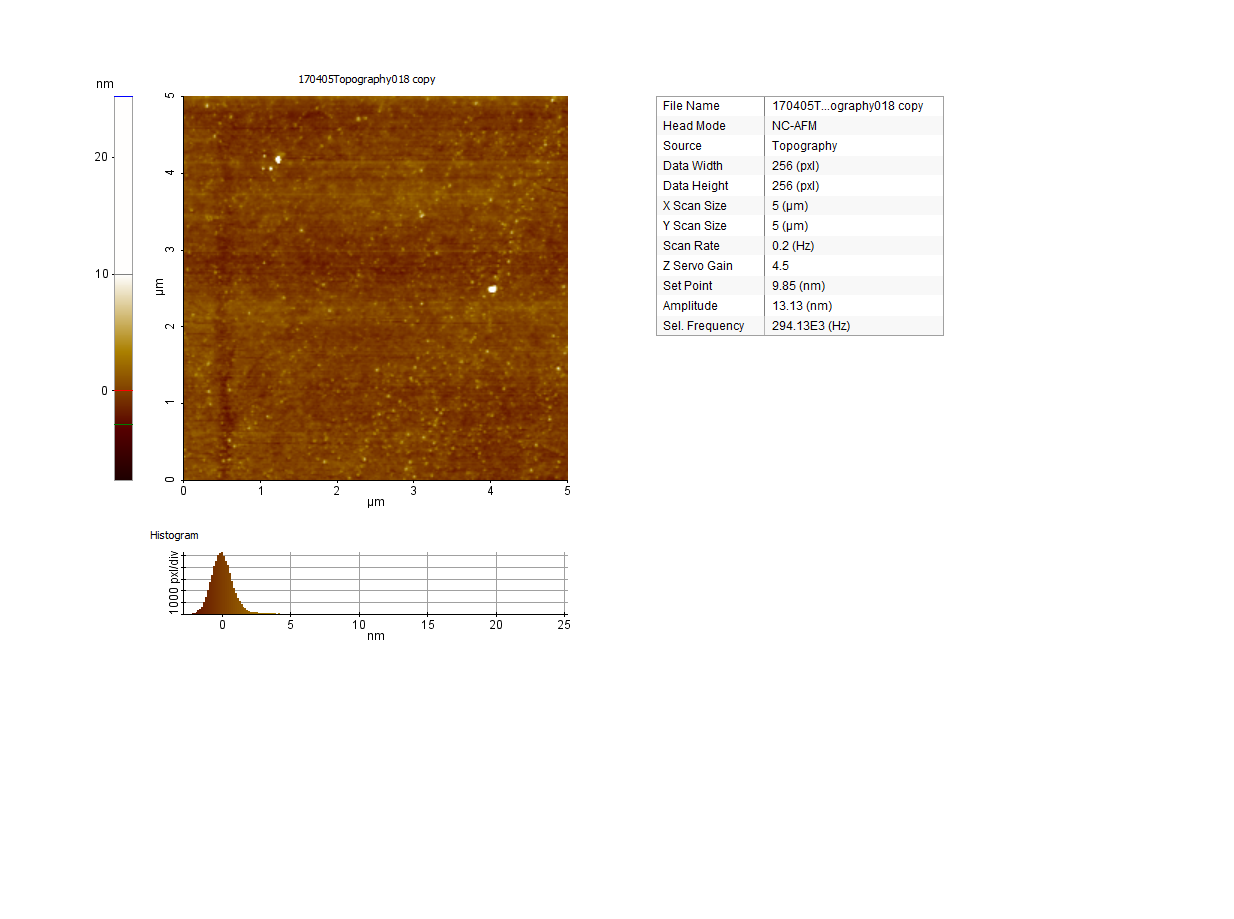 170405Topography018 copy
nm
20
10
0
5
4
3
2
1
0
µm
0 1 2 3 4 5
µm
File Name 170405T...ography018 copy
Head Mode NC-AFM
Source Topography
Data Width 256 (pxl)
Data Height 256 (pxl)
X Scan Size 5 (µm)
Y Scan Size 5 (µm)
Scan Rate 0.2 (Hz)
Z Servo Gain 4.5
Set Point 9.85 (nm)
Amplitude 13.13 (nm)
Sel. Frequency 294.13E3 (Hz)
Histogram
1000 pxl/div
0 5 10 15 20 25
nm